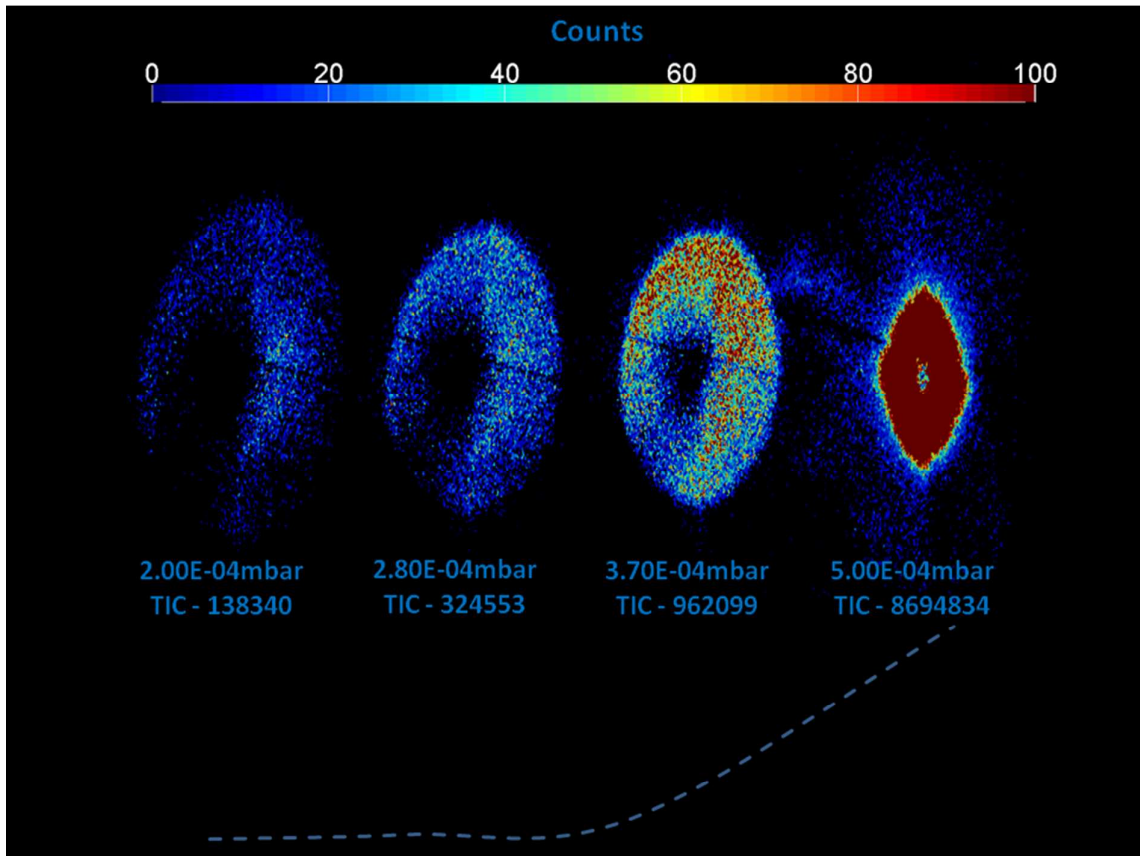 Counts
0 20 40 60 80 100
2.00E-04mbar 2.80E-04mbar 3.70E-04mbar 5.00E-04mbar
TIC - 138340 TIC - 324553 TIC - 962099 TIC - 8694834